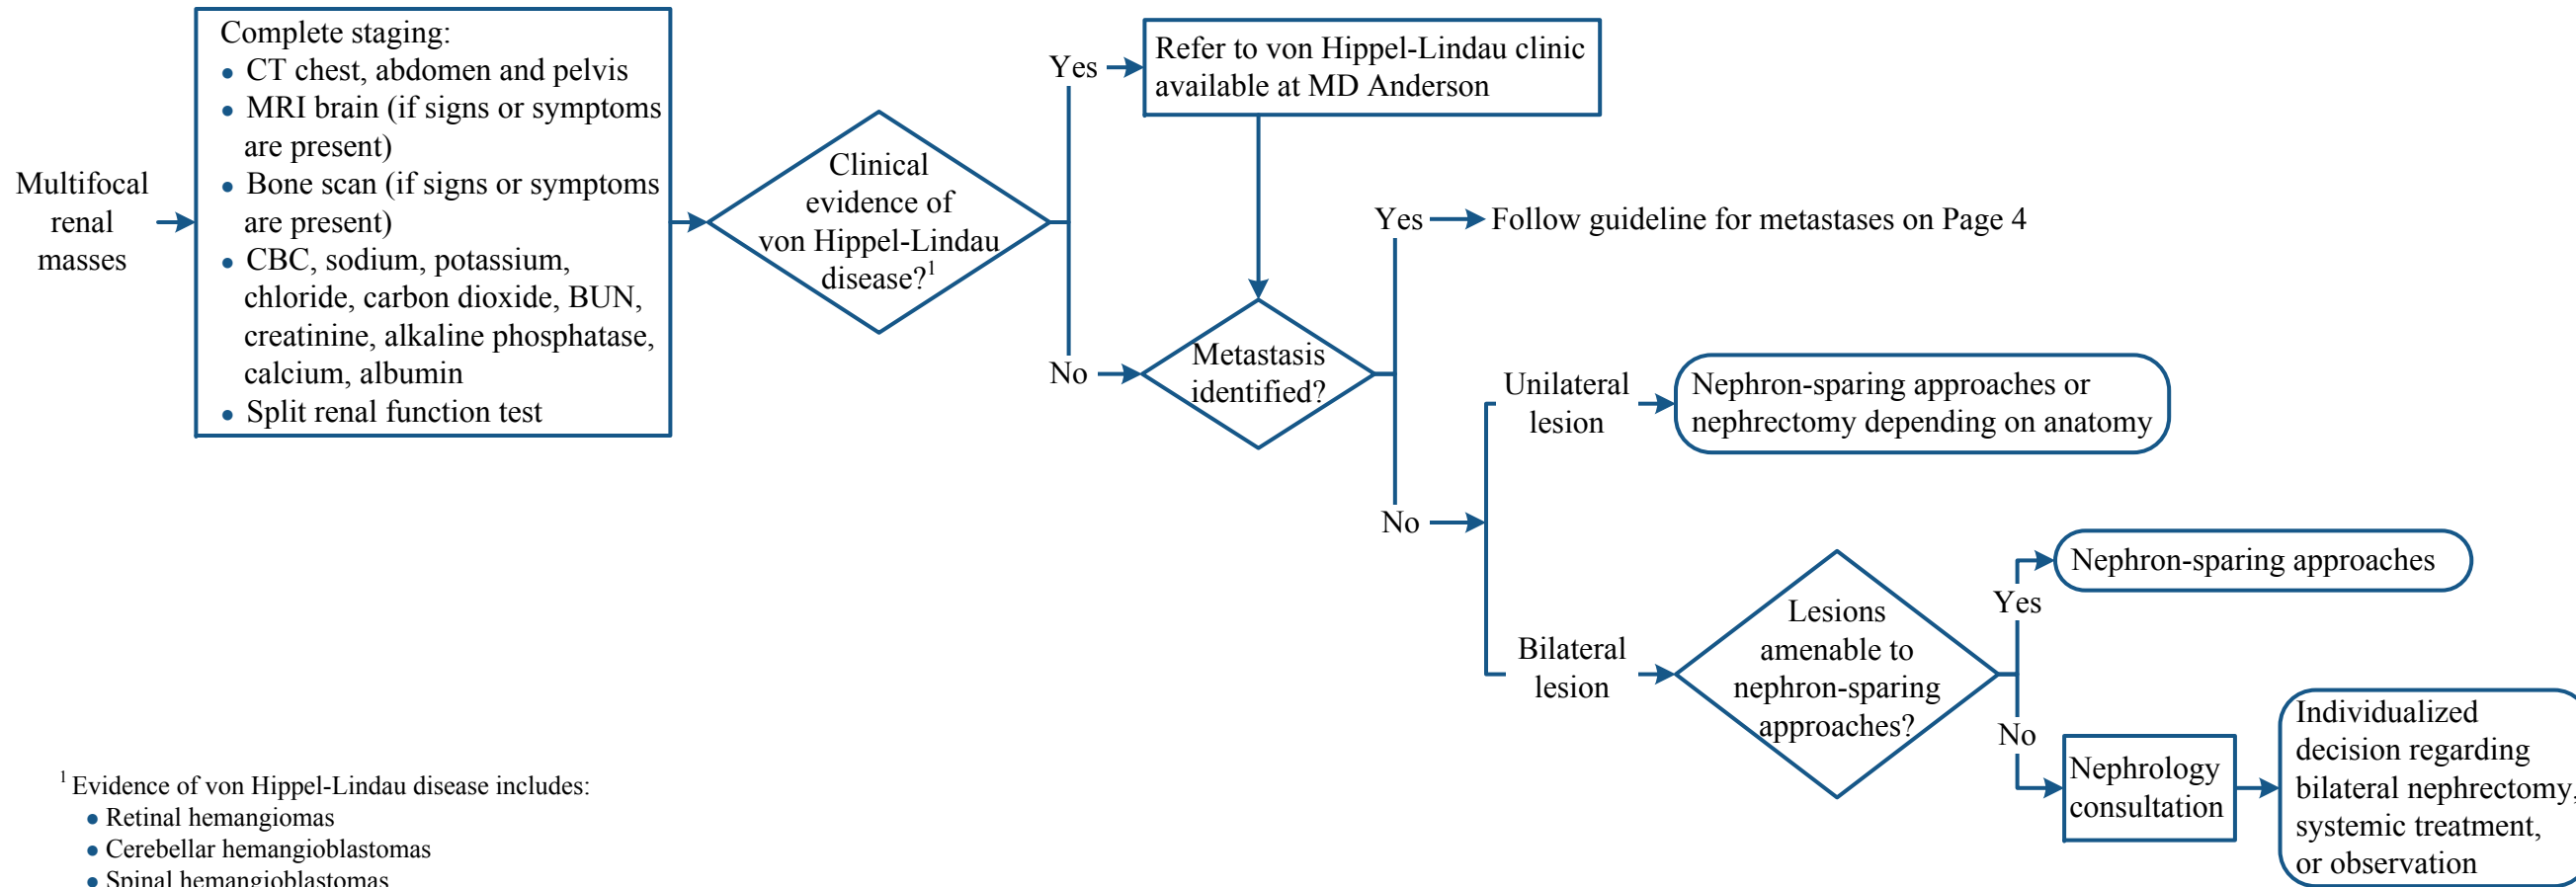 Multifocal
renal
masses
Complete staging:
• CT chest, abdomen and pelvis
• MRI brain (if signs or symptoms
are present)
• Bone scan (if signs or symptoms
are present)
• CBC, sodium, potassium,
chloride, carbon dioxide, BUN,
creatinine, alkaline phosphatase,
calcium, albumin
• Split renal function test
Clinical
evidence of
von Hippel-Lindau
disease?1
Yes
Refer to von Hippel-Lindau clinic
available at MD Anderson
No
Metastasis
identified?
Yes
Follow guideline for metastases on Page 4
No
Unilateral
lesion
Nephron-sparing approaches or
nephrectomy depending on anatomy
Bilateral
lesion
Lesions
amenable to
nephron-sparing
approaches?
Yes
Nephron-sparing approaches
No
Nephrology
consultation
Individualized
decision regarding
bilateral nephrectomy,
systemic treatment,
or observation
1 Evidence of von Hippel-Lindau disease includes:
• Retinal hemangiomas
• Cerebellar hemangioblastomas
• Spinal hemangioblastomas